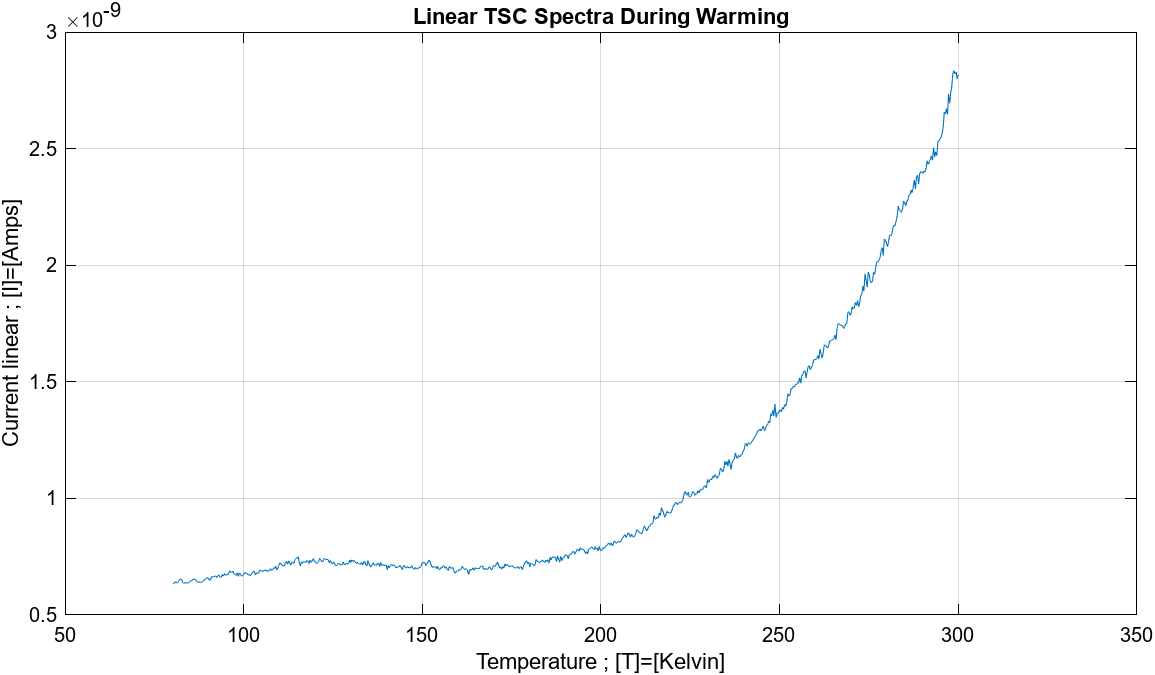 Linear TSC Spectra During Warming
×10-9
3
2.5
2
1.5
1
0.5
50 100 150 200 250 300 350
Current linear ; [I]=[Amps]
Temperature ; [T]=[Kelvin]